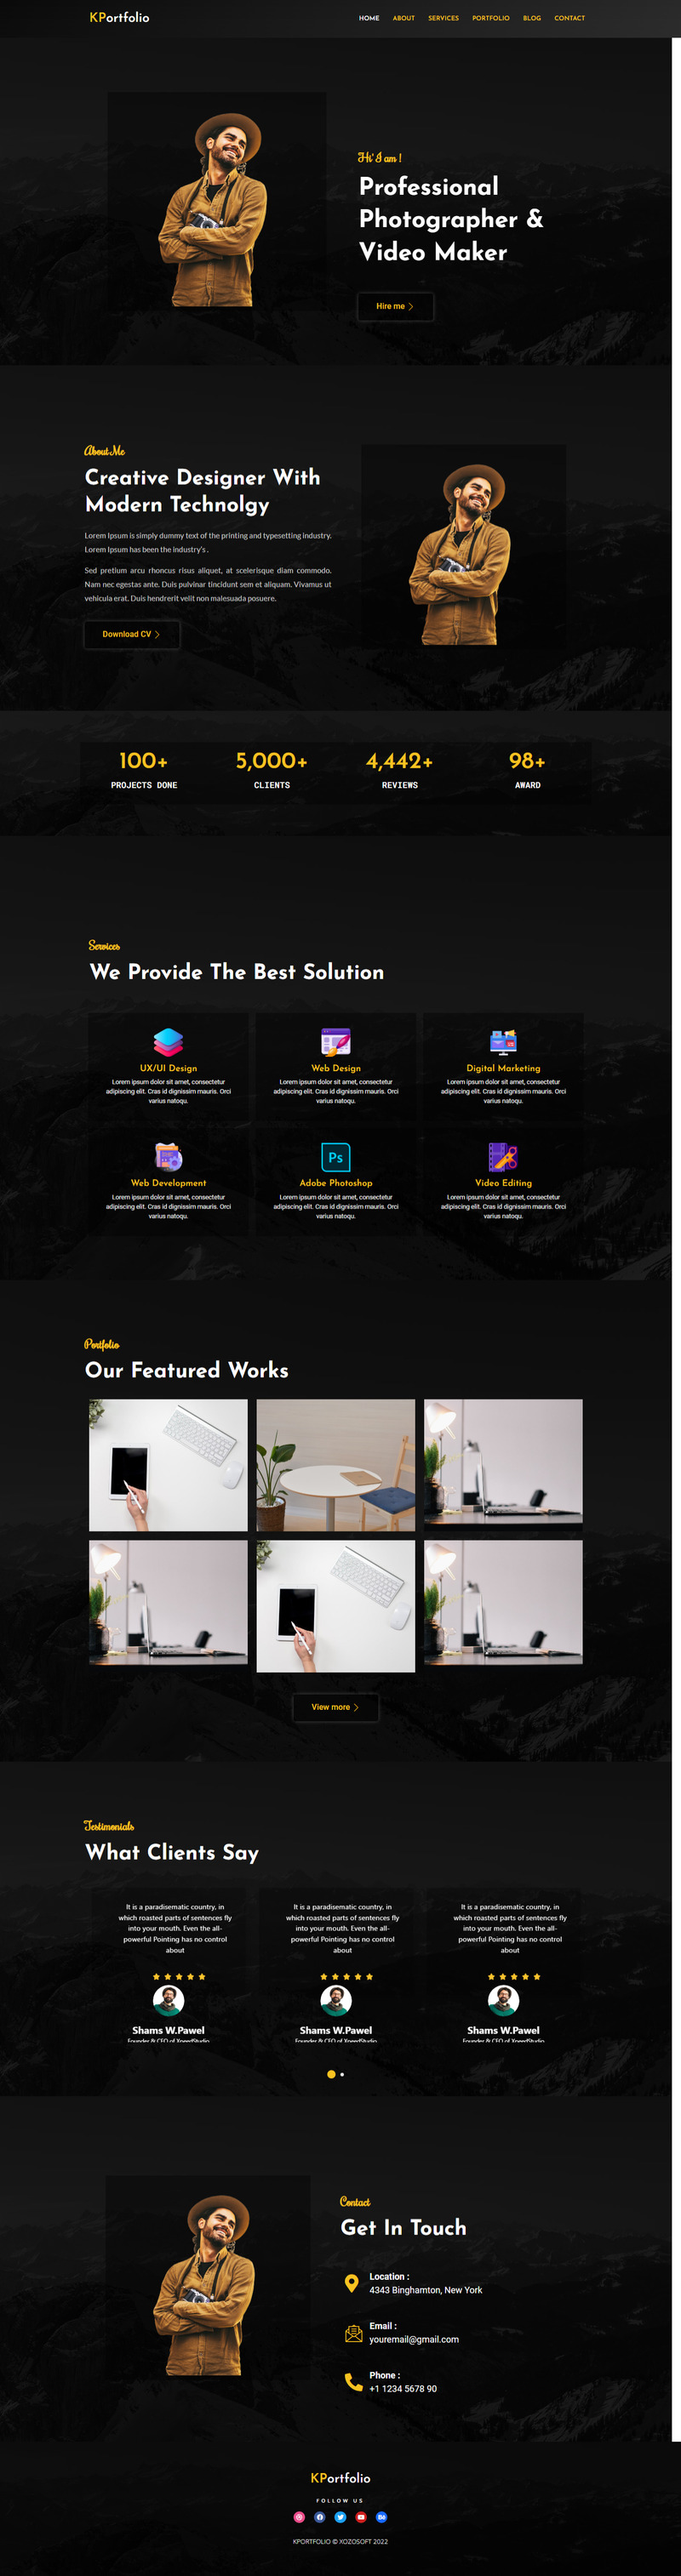 KPortfolio
HOME ABOUT SERVICES PORTFOLIO BLOG CONTACT
Hi' I am !
Professional
Photographer &
Video Maker
Hire me
About Me
Creative Designer With
Modern Technolgy
Lorem Ipsum is simply dummy text of the printing and typesetting industry.
Lorem Ipsum has been the industry's .
Sed pretium arcu rhoncus risus aliquet, at scelerisque diam commodo.
Nam nec egestas ante. Duis pulvinar tincidunt sem et aliquam. Vivamus ut
vehicula erat. Duis hendrerit velit non malesuada posuere.
Download CV
100+ 5,000+ 4,442+ 98+
PROJECTS DONE CLIENTS REVIEWS AWARD
Services
We Provide The Best Solution
UX/UI Design
Lorem ipsum dolor sit amet, consectetur
adipiscing elit. Cras id dignissim mauris. Orci
varius natoqu.
Web Design
Lorem ipsum dolor sit amet, consectetur
adipiscing elit. Cras id dignissim mauris. Orci
varius natoqu.
Digital Marketing
Lorem ipsum dolor sit amet, consectetur
adipiscing elit. Cras id dignissim mauris. Orci
varius natoqu.
Web Development
Lorem ipsum dolor sit amet, consectetur
adipiscing elit. Cras id dignissim mauris. Orci
varius natoqu.
Ps
Adobe Photoshop
Lorem ipsum dolor sit amet, consectetur
adipiscing elit. Cras id dignissim mauris. Orci
varius natoqu.
Video Editing
Lorem ipsum dolor sit amet, consectetur
adipiscing elit. Cras id dignissim mauris. Orci
varius natoqu.
Portfolio
Our Featured Works
View more
Testimonials
What Clients Say
It is a paradisematic country, in
which roasted parts of sentences fly
into your mouth. Even the all-
powerful Pointing has no control
about
Shams W.Pawel
Founder & CEO of XpeedStudio
It is a paradisematic country, in
which roasted parts of sentences fly
into your mouth. Even the all-
powerful Pointing has no control
about
Shams W.Pawel
Founder & CEO of XpeedStudio
It is a paradisematic country, in
which roasted parts of sentences fly
into your mouth. Even the all-
powerful Pointing has no control
about
Shams W.Pawel
Founder & CEO of XpeedStudio
Contact
Get In Touch
Location :
4343 Binghamton, New York
Email :
youremail@gmail.com
Phone :
+1 1234 5678 90
KPortfolio
FOLLOW US
Bē
KPORTFOLIO © XOZOSOFT 2022